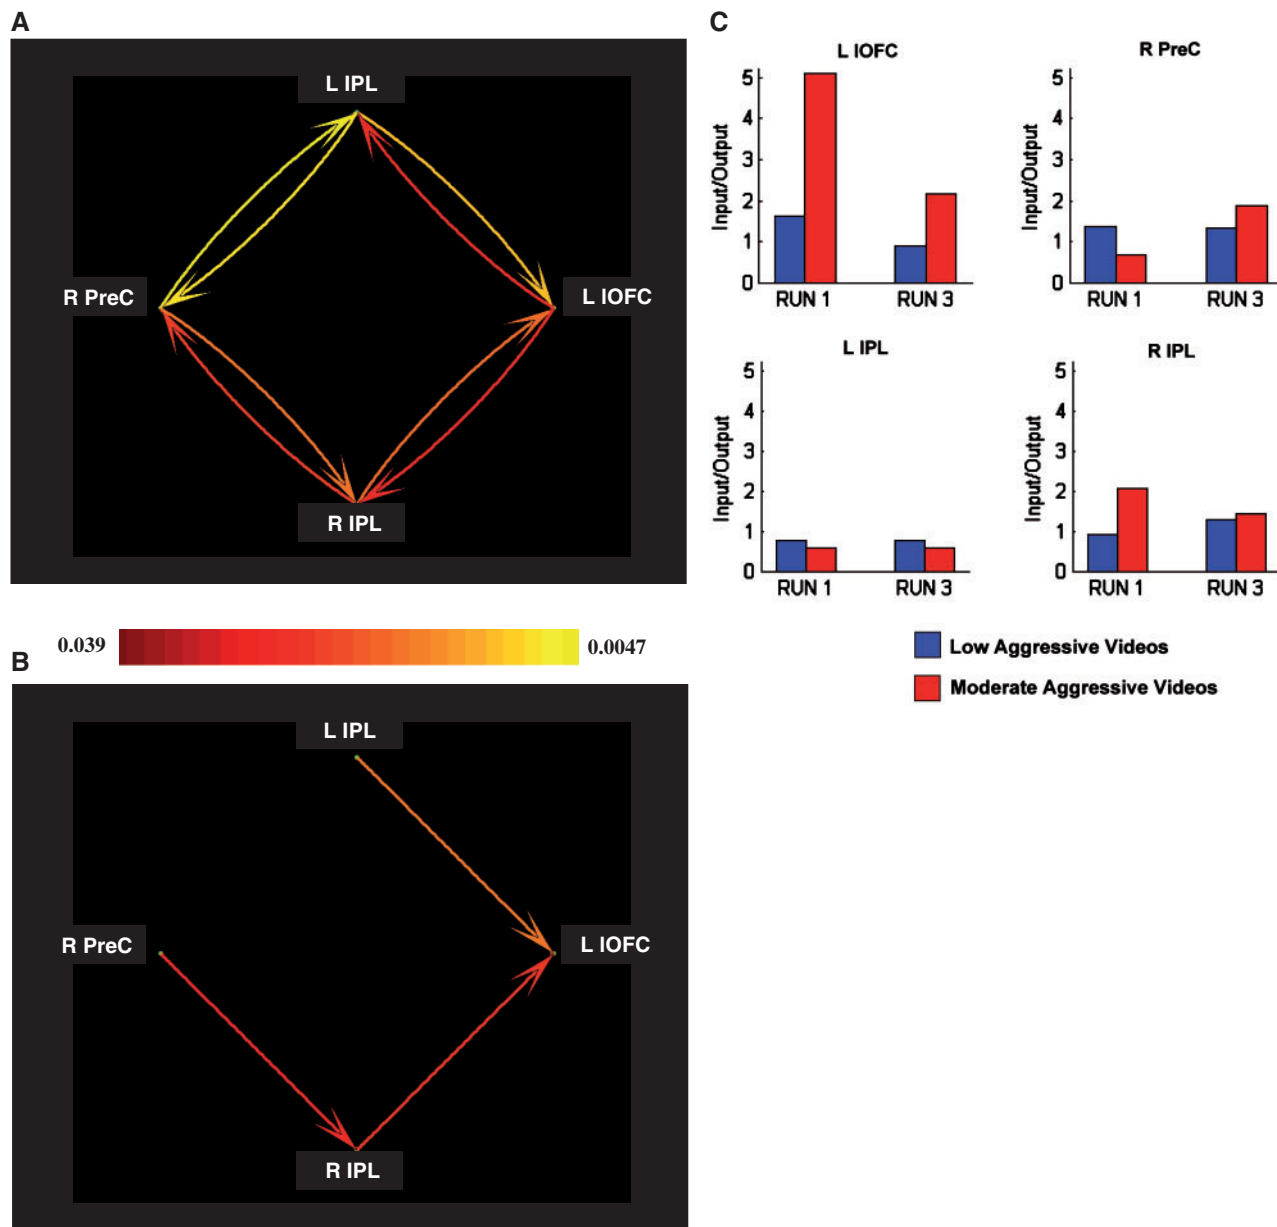 A
L IPL
R PreC
L lOFC
R IPL
0.039
0.0047
B
L IPL
R PreC
L lOFC
R IPL
C
L lOFC
Input/Output
5
4
3
2
1
0
RUN 1
RUN 3
R PreC
Input/Output
5
4
3
2
1
0
RUN 1
RUN 3
L IPL
Input/Output
5
4
3
2
1
0
RUN 1
RUN 3
R IPL
Input/Output
5
4
3
2
1
0
RUN 1
RUN 3
Low Aggressive Videos
Moderate Aggressive Videos